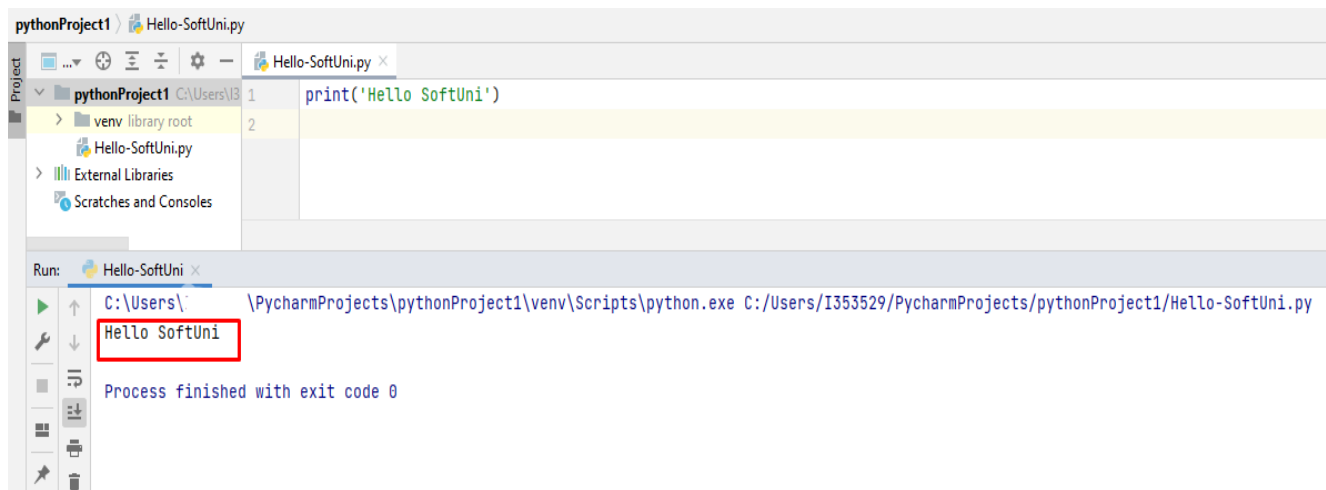 pythonProject1 > Hello-SoftUni.py
Project
...
Hello-SoftUni.py
pythonProject1 C:\Users\I3
venv library root
Hello-SoftUni.py
External Libraries
Scratches and Consoles
1 print('Hello SoftUni')
2
Run: Hello-SoftUni
C:\Users\ \PycharmProjects\pythonProject1\venv\Scripts\python.exe C:/Users/I353529/PycharmProjects/pythonProject1/Hello-SoftUni.py
Hello SoftUni
Process finished with exit code 0